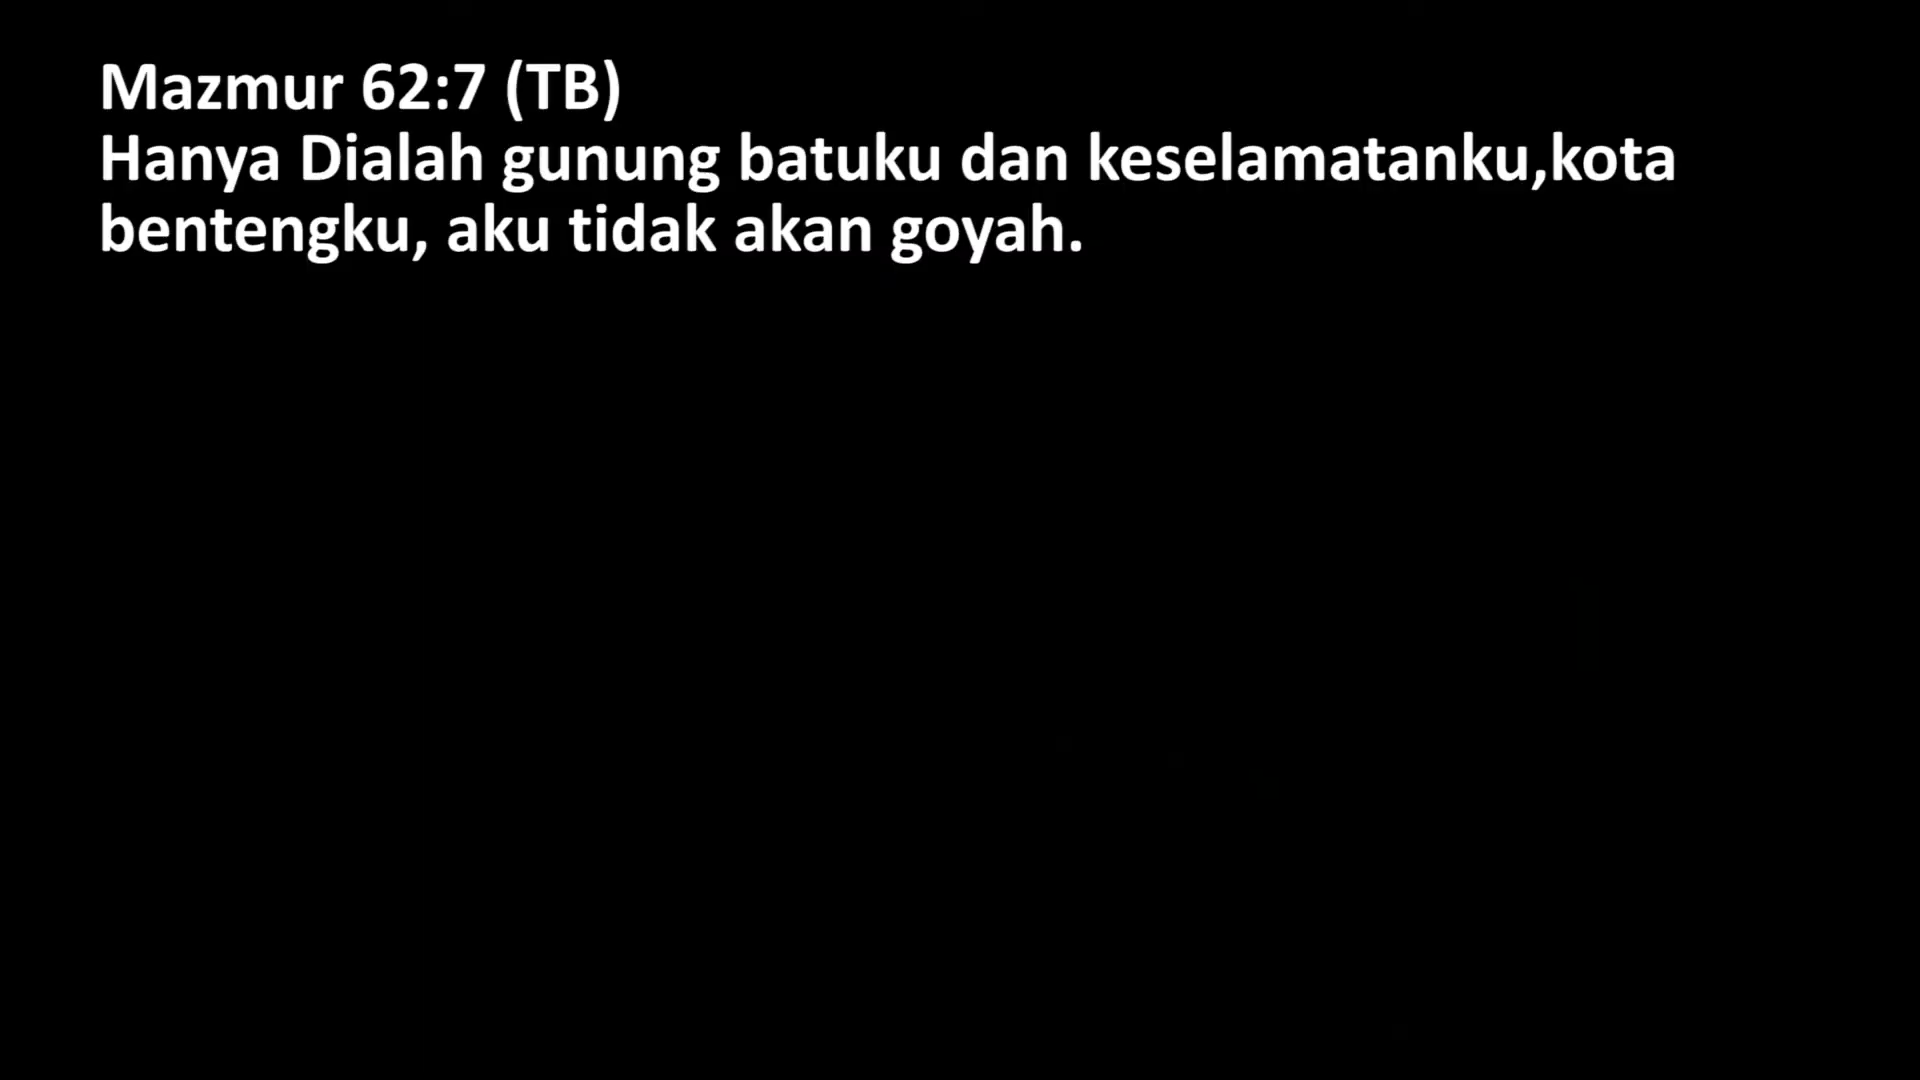 Mazmur 62:7 (TB)
Hanya Dialah gunung batuku dan keselamatanku,kota
bentengku, aku tidak akan goyah.